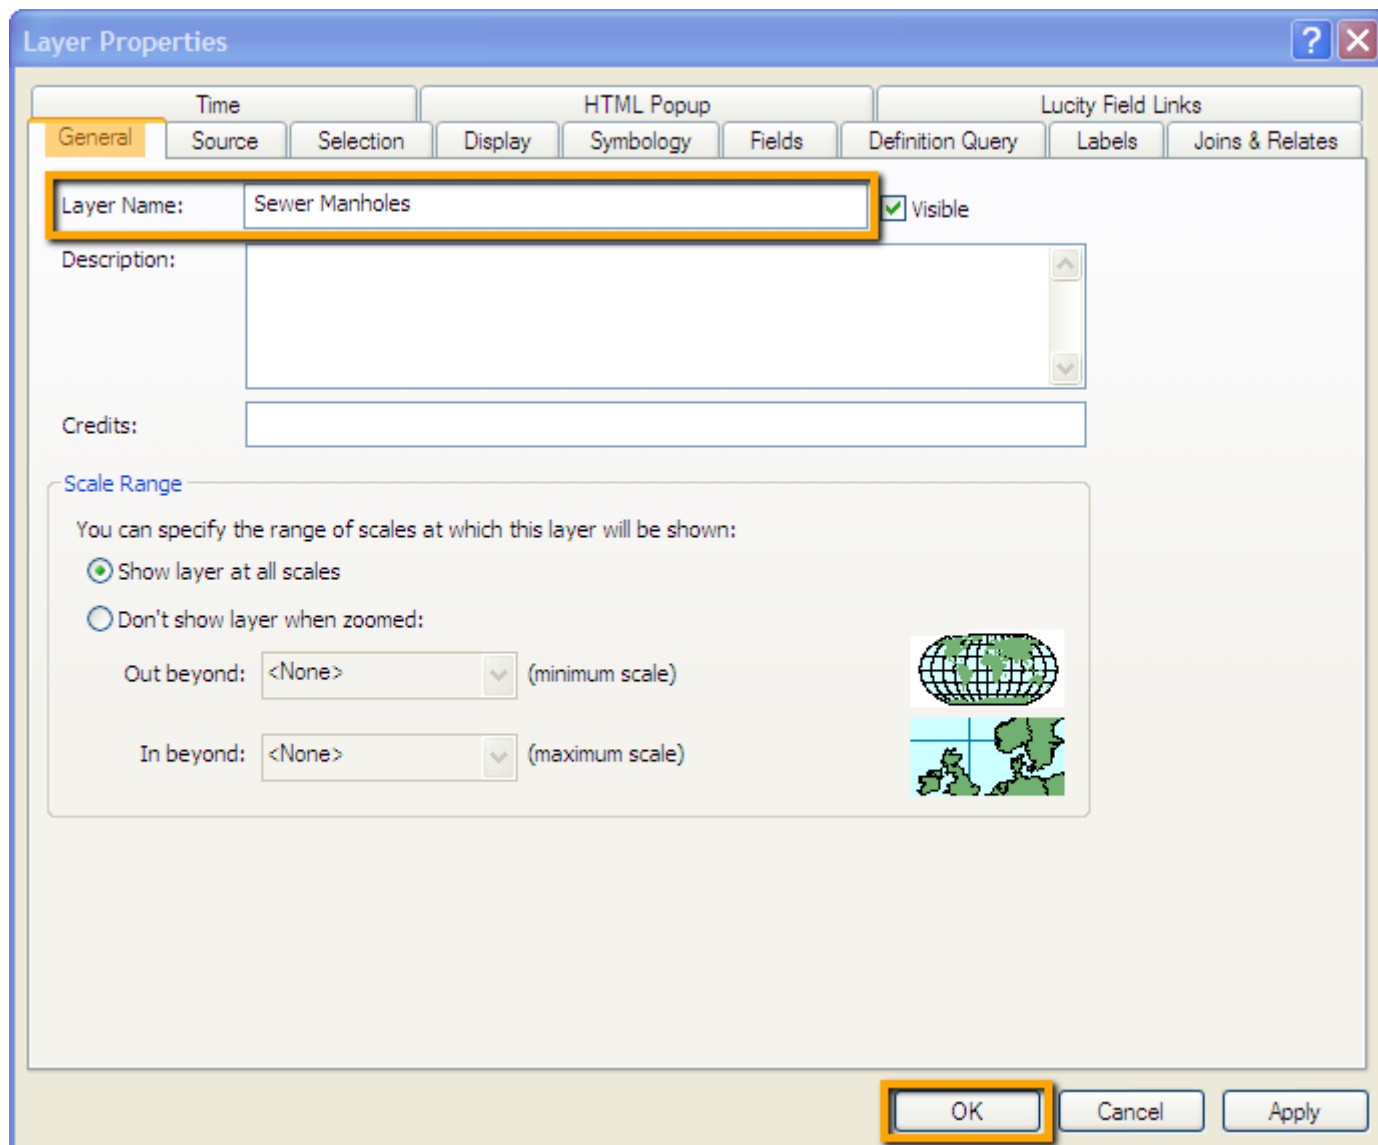 Layer Properties
Time HTML Popup Lucity Field Links
General Source Selection Display Symbology Fields Definition Query Labels Joins & Relates
Layer Name: Sewer Manholes Visible
Description:
Credits:
Scale Range
You can specify the range of scales at which this layer will be shown:
Show layer at all scales
Don't show layer when zoomed:
Out beyond: <None> (minimum scale)
In beyond: <None> (maximum scale)
OK Cancel Apply